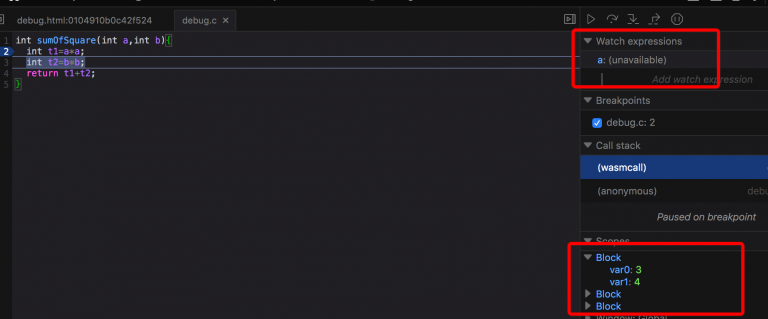 debug.html:0104910b0c42f524
debug.c ×
1 int sumOfSquare(int a,int b){
2 int t1=a*a;
3 int t2=b*b;
4 return t1+t2;
5 }
Watch expressions
a: (unavailable)
Add watch expression
Breakpoints
debug.c: 2
Call stack
(wasmcall)
(anonymous) debu
Paused on breakpoint
Scopes
Block
var0: 3
var1: 4
Block
Block
Window: (Global